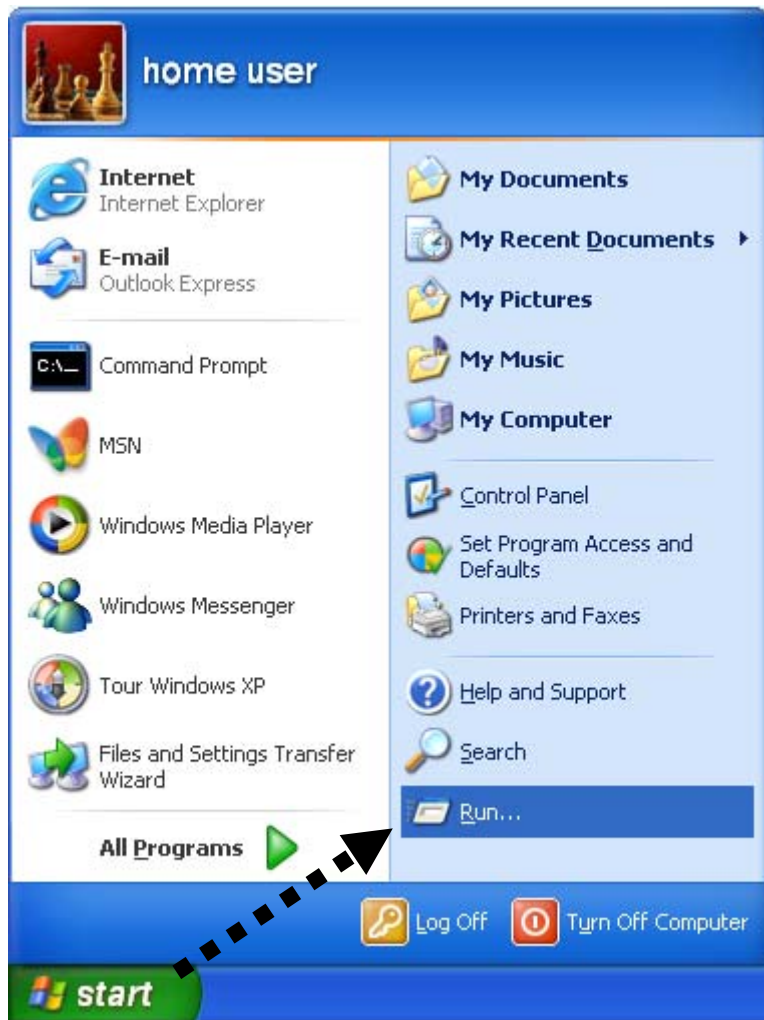 home user
Internet
Internet Explorer
E-mail
Outlook Express
C:\_
Command Prompt
MSN
Windows Media Player
Windows Messenger
Tour Windows XP
Files and Settings Transfer
Wizard
All Programs
My Documents
My Recent Documents
My Pictures
My Music
My Computer
Control Panel
Set Program Access and
Defaults
Printers and Faxes
Help and Support
Search
Run...
Log Off
Turn Off Computer
start